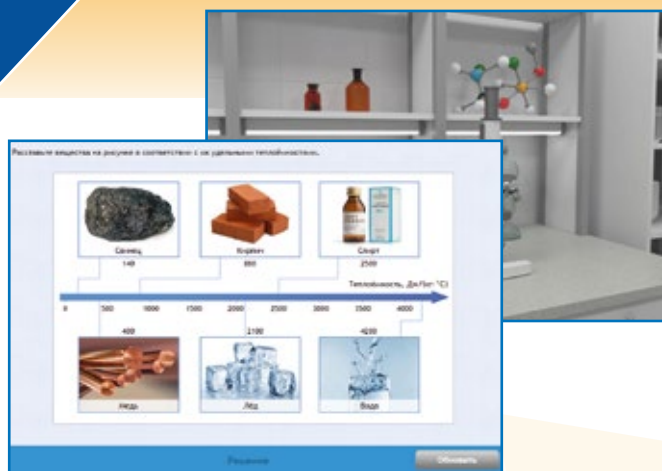 Расставьте вещества на рисунке в соответствии с их удельными теплоёмкостями.
Свинец
Кирпич
Спирт
140
880
2500
Теплоёмкость, Дж/(кг·°C)
0 500 1000 1500 2000 2500 3000 3500 4000
400
2100
4200
Медь
Лёд
Вода
Решение
Обновить